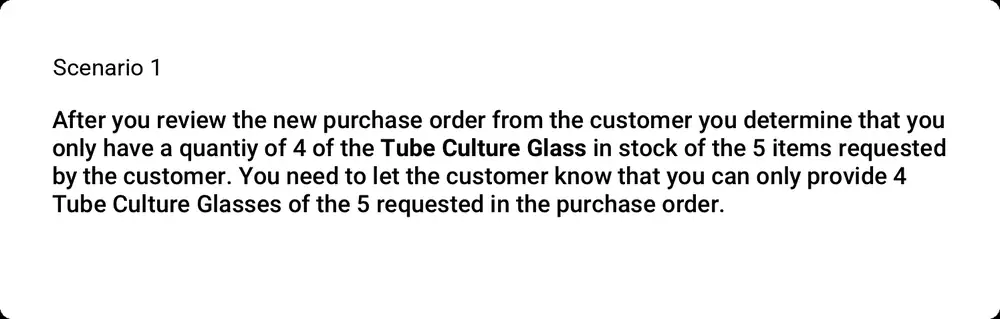 Scenario 1
After you review the new purchase order from the customer you determine that you
only have a quantiy of 4 of the Tube Culture Glass in stock of the 5 items requested
by the customer. You need to let the customer know that you can only provide 4
Tube Culture Glasses of the 5 requested in the purchase order.